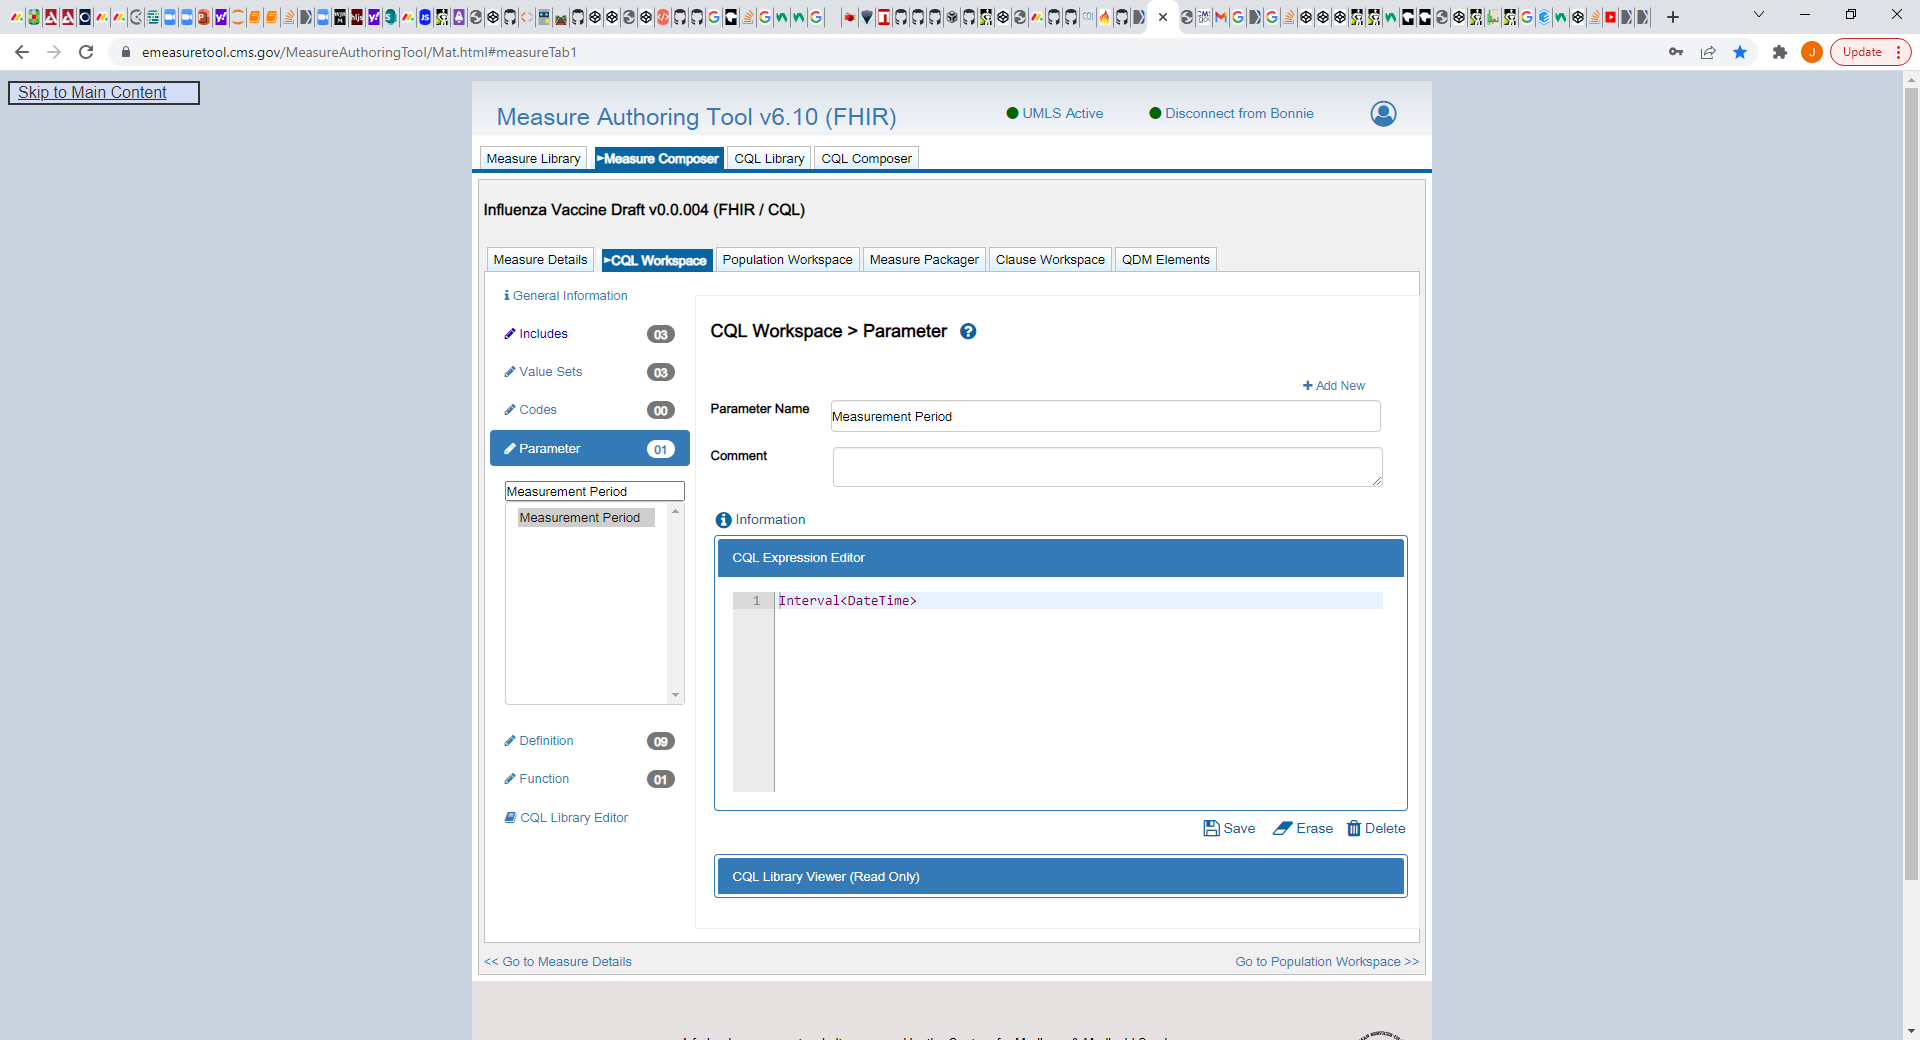 Update
emeasuretool.cms.gov/MeasureAuthoringTool/Mat.html#measureTab1
Skip to Main Content
Measure Authoring Tool v6.10 (FHIR)
UMLS Active
Disconnect from Bonnie
Measure Library
Measure Composer
CQL Library
CQL Composer
Influenza Vaccine Draft v0.0.004 (FHIR / CQL)
Measure Details
CQL Workspace
Population Workspace
Measure Packager
Clause Workspace
QDM Elements
General Information
Includes 03
Value Sets 03
Codes 00
Parameter 01
Measurement Period
Measurement Period
Definition 09
Function 01
CQL Library Editor
CQL Workspace > Parameter
+ Add New
Parameter Name
Measurement Period
Comment
Information
CQL Expression Editor
1 Interval<DateTime>
Save
Erase
Delete
CQL Library Viewer (Read Only)
<< Go to Measure Details
Go to Population Workspace >>